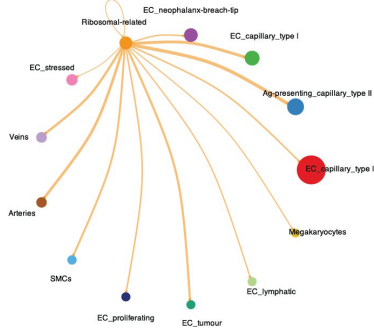 EC_neophalanx-breach-tip
Ribosomal-related
EC_capillary_type I
EC_stressed
Ag-presenting_capillary_type II
Veins
EC_capillary_type I
Arteries
Megakaryocytes
SMCs
EC_lymphatic
EC_proliferating
EC_tumour